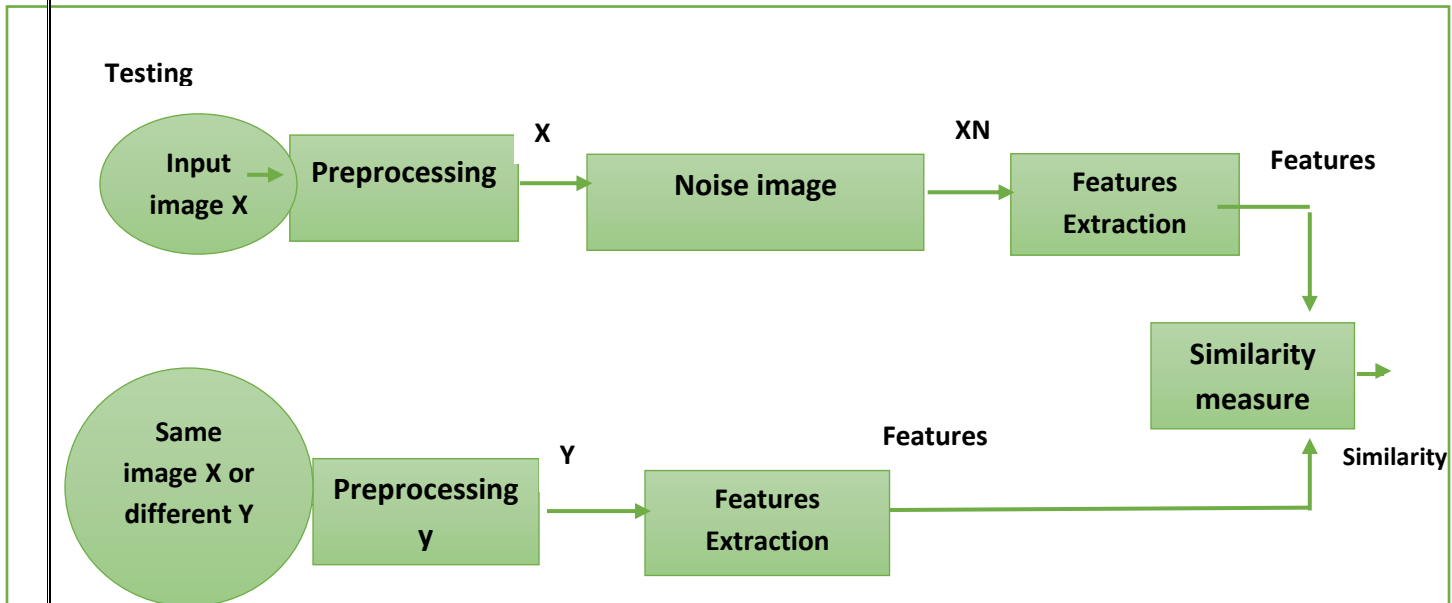 Testing
Input
image X
Preprocessing
X
Noise image
XN
Features
Extraction
Features
Similarity
measure
Similarity
Same
image X or
different Y
Preprocessing
y
Y
Features
Extraction
Features